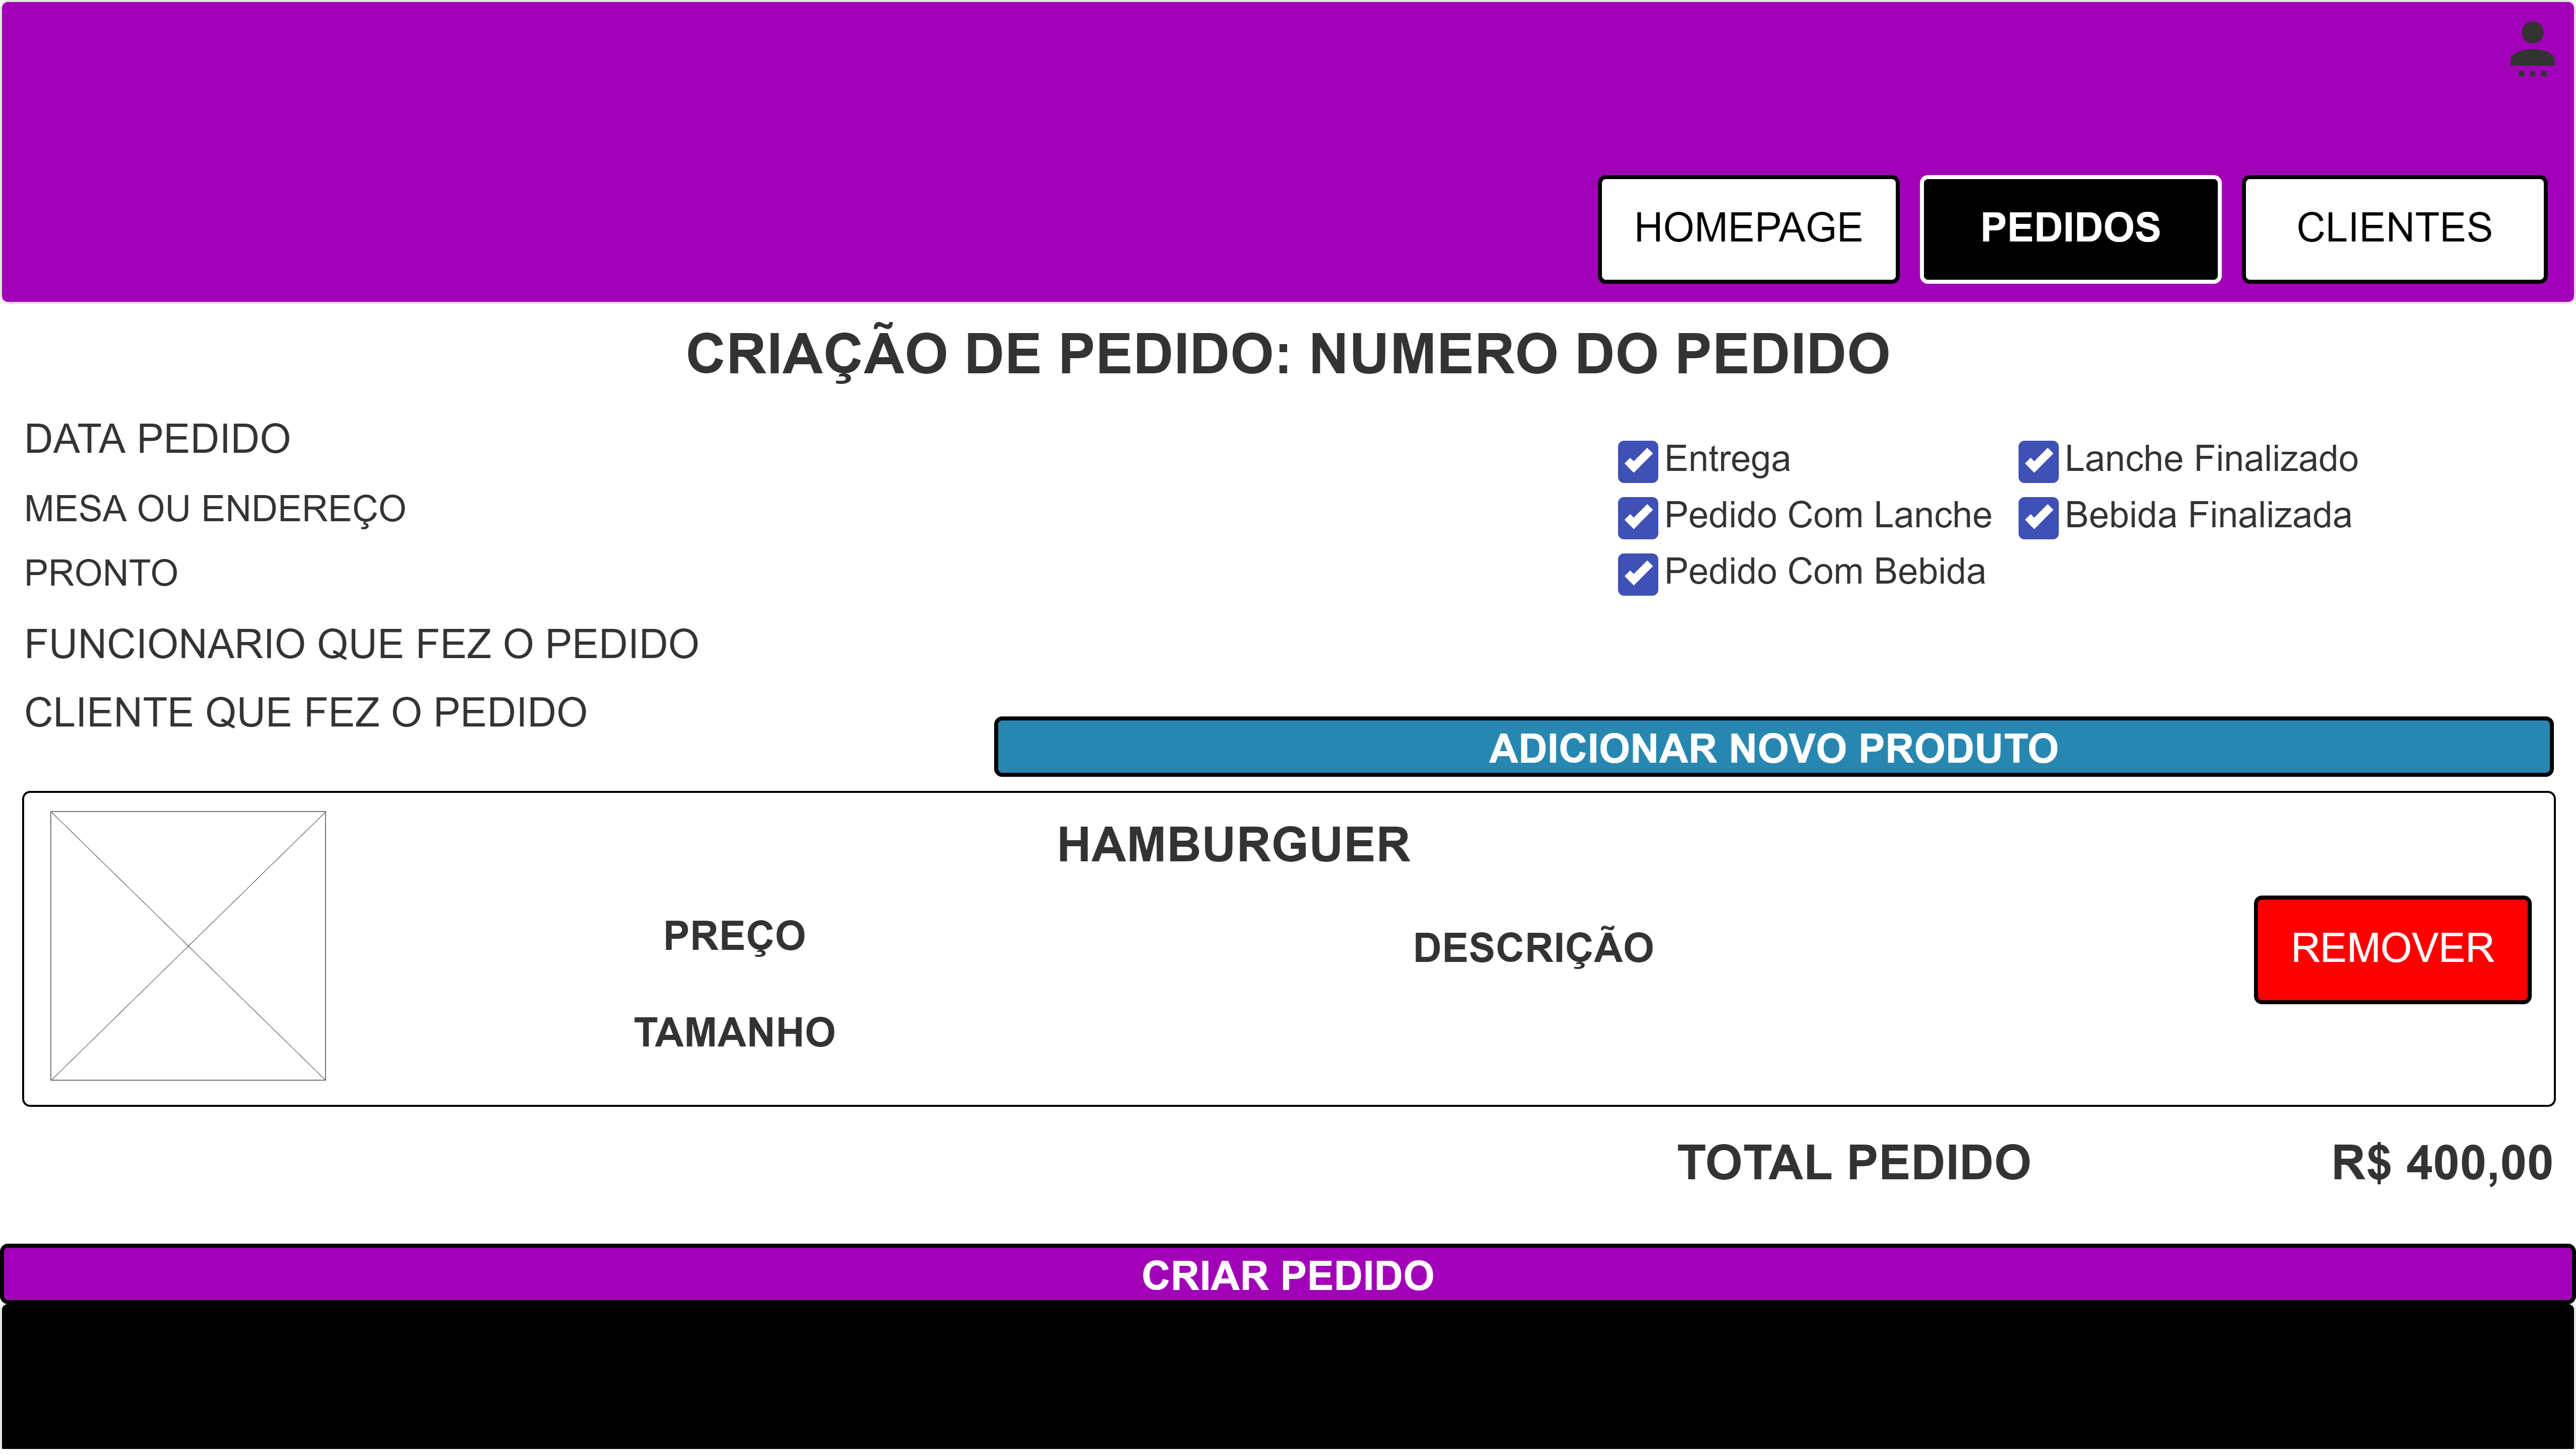 HOMEPAGE
PEDIDOS
CLIENTES
CRIAÇÃO DE PEDIDO: NUMERO DO PEDIDO
DATA PEDIDO
MESA OU ENDEREÇO
PRONTO
FUNCIONARIO QUE FEZ O PEDIDO
CLIENTE QUE FEZ O PEDIDO
Entrega
Pedido Com Lanche
Pedido Com Bebida
Lanche Finalizado
Bebida Finalizada
ADICIONAR NOVO PRODUTO
HAMBURGUER
PREÇO
TAMANHO
DESCRIÇÃO
REMOVER
TOTAL PEDIDO
R$ 400,00
CRIAR PEDIDO